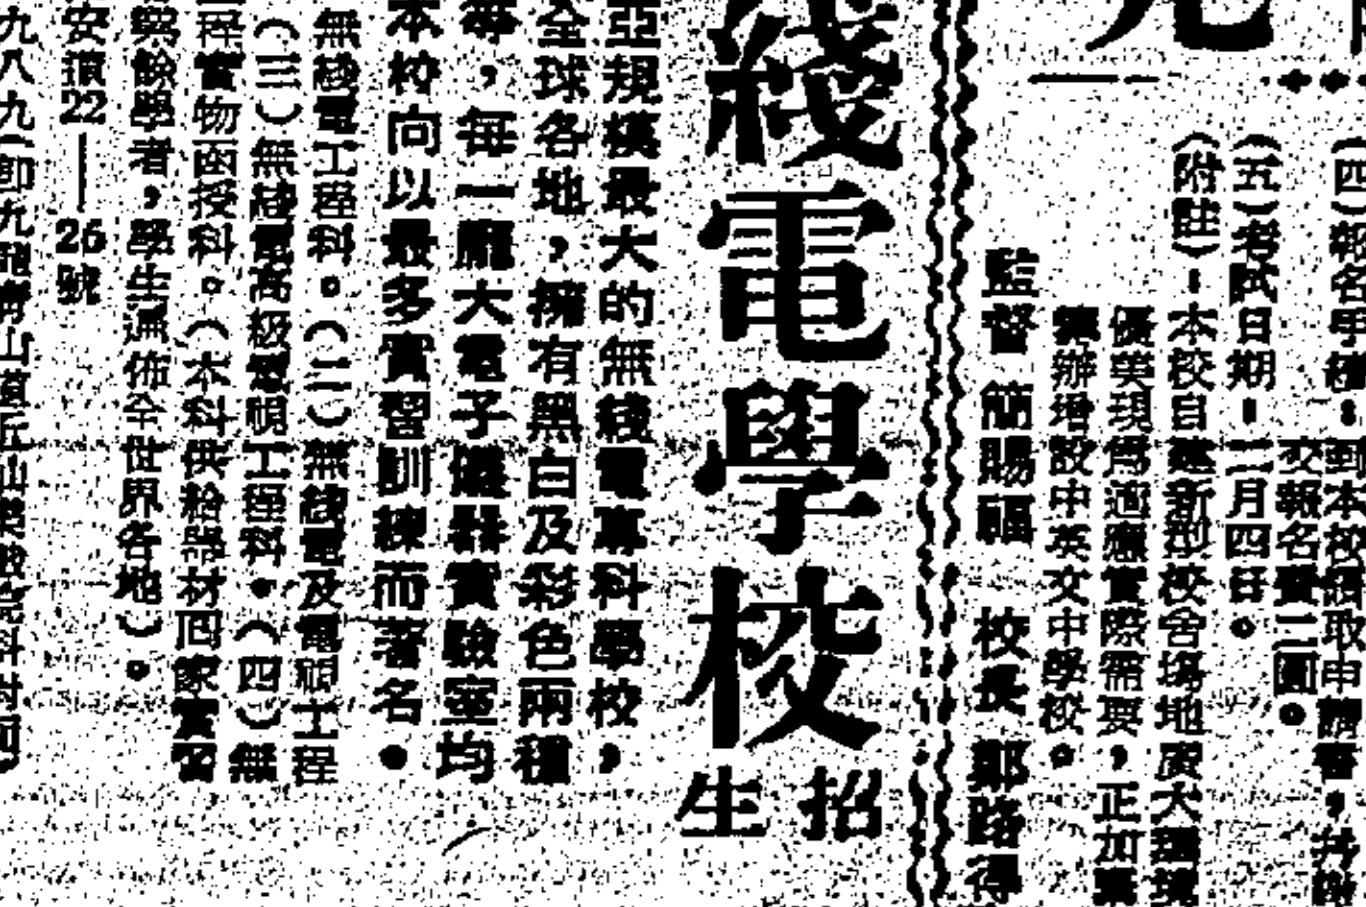 (四)報名手續：到本校領取申請書，并繳
交報名費二圓。
(五)考試日期：二月四日。
(附註)：本校自建新型校舍塲地廣大環境
優美現為適應實際需要，正加
辦增設中英文中學校。
監督 簡賜福 校長 鄭路得
綫電學校
招生
亞規模最大的無綫電專科學校，
全球各地，擁有黑白及彩色兩種
等，每一龐大電子儀器實驗室均
本校向以最多實習訓練而著名。
無綫電工程科。(二)無綫電及電視工程
(三)無綫電高級電視工程科。(四)無
程實物函授科。(本科供給器材回家實習
學者，學生遍佈全世界各地)。
安道22—26號
九八九(即九龍